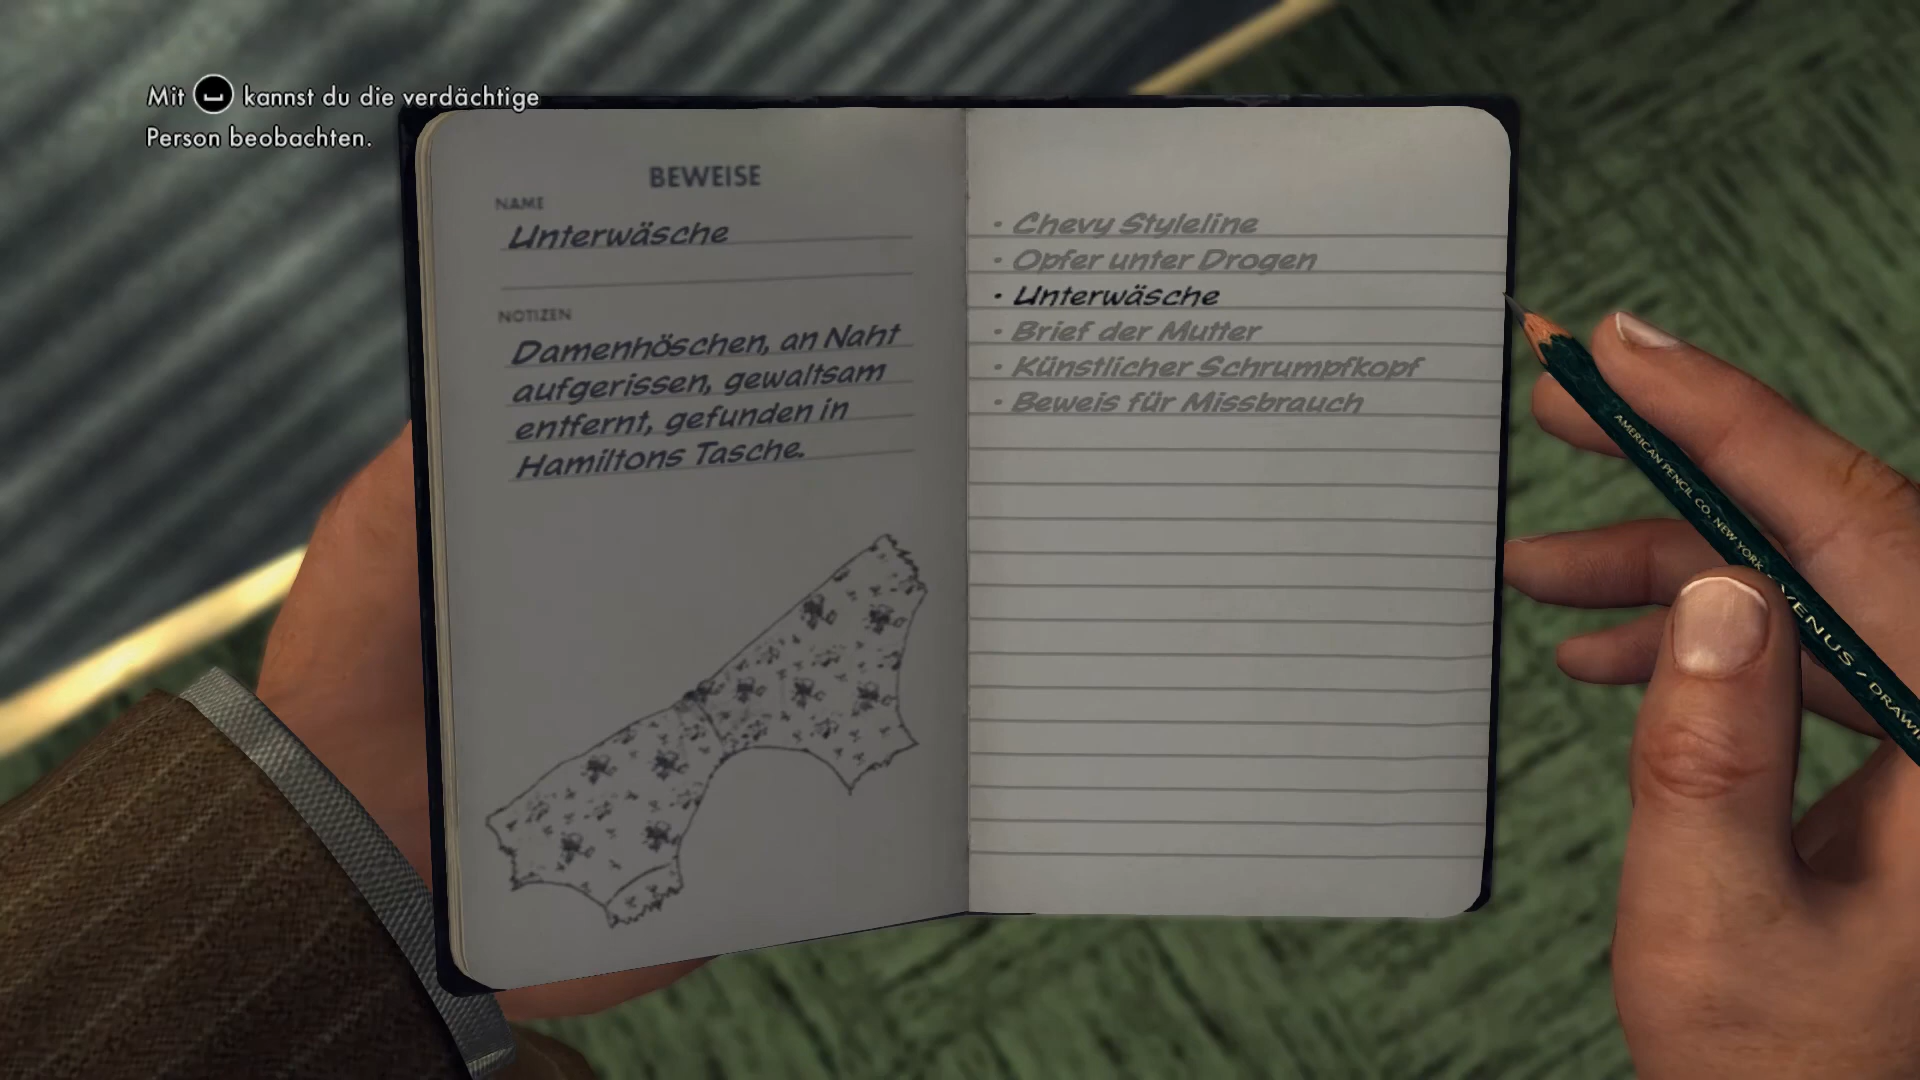 Mit kannst du die verdächtige
Person beobachten.
BEWEISE
NAME
Unterwäsche
NOTIZEN
Damenhöschen, an Naht
aufgerissen, gewaltsam
entfernt, gefunden in
Hamiltons Tasche.
• Chevy Styleline
• Opfer unter Drogen
• Unterwäsche
• Brief der Mutter
• Künstlicher Schrumpfkopf
• Beweis für Missbrauch
AMERICAN PENCIL CO. NEW YORK VENUS / DRAWI